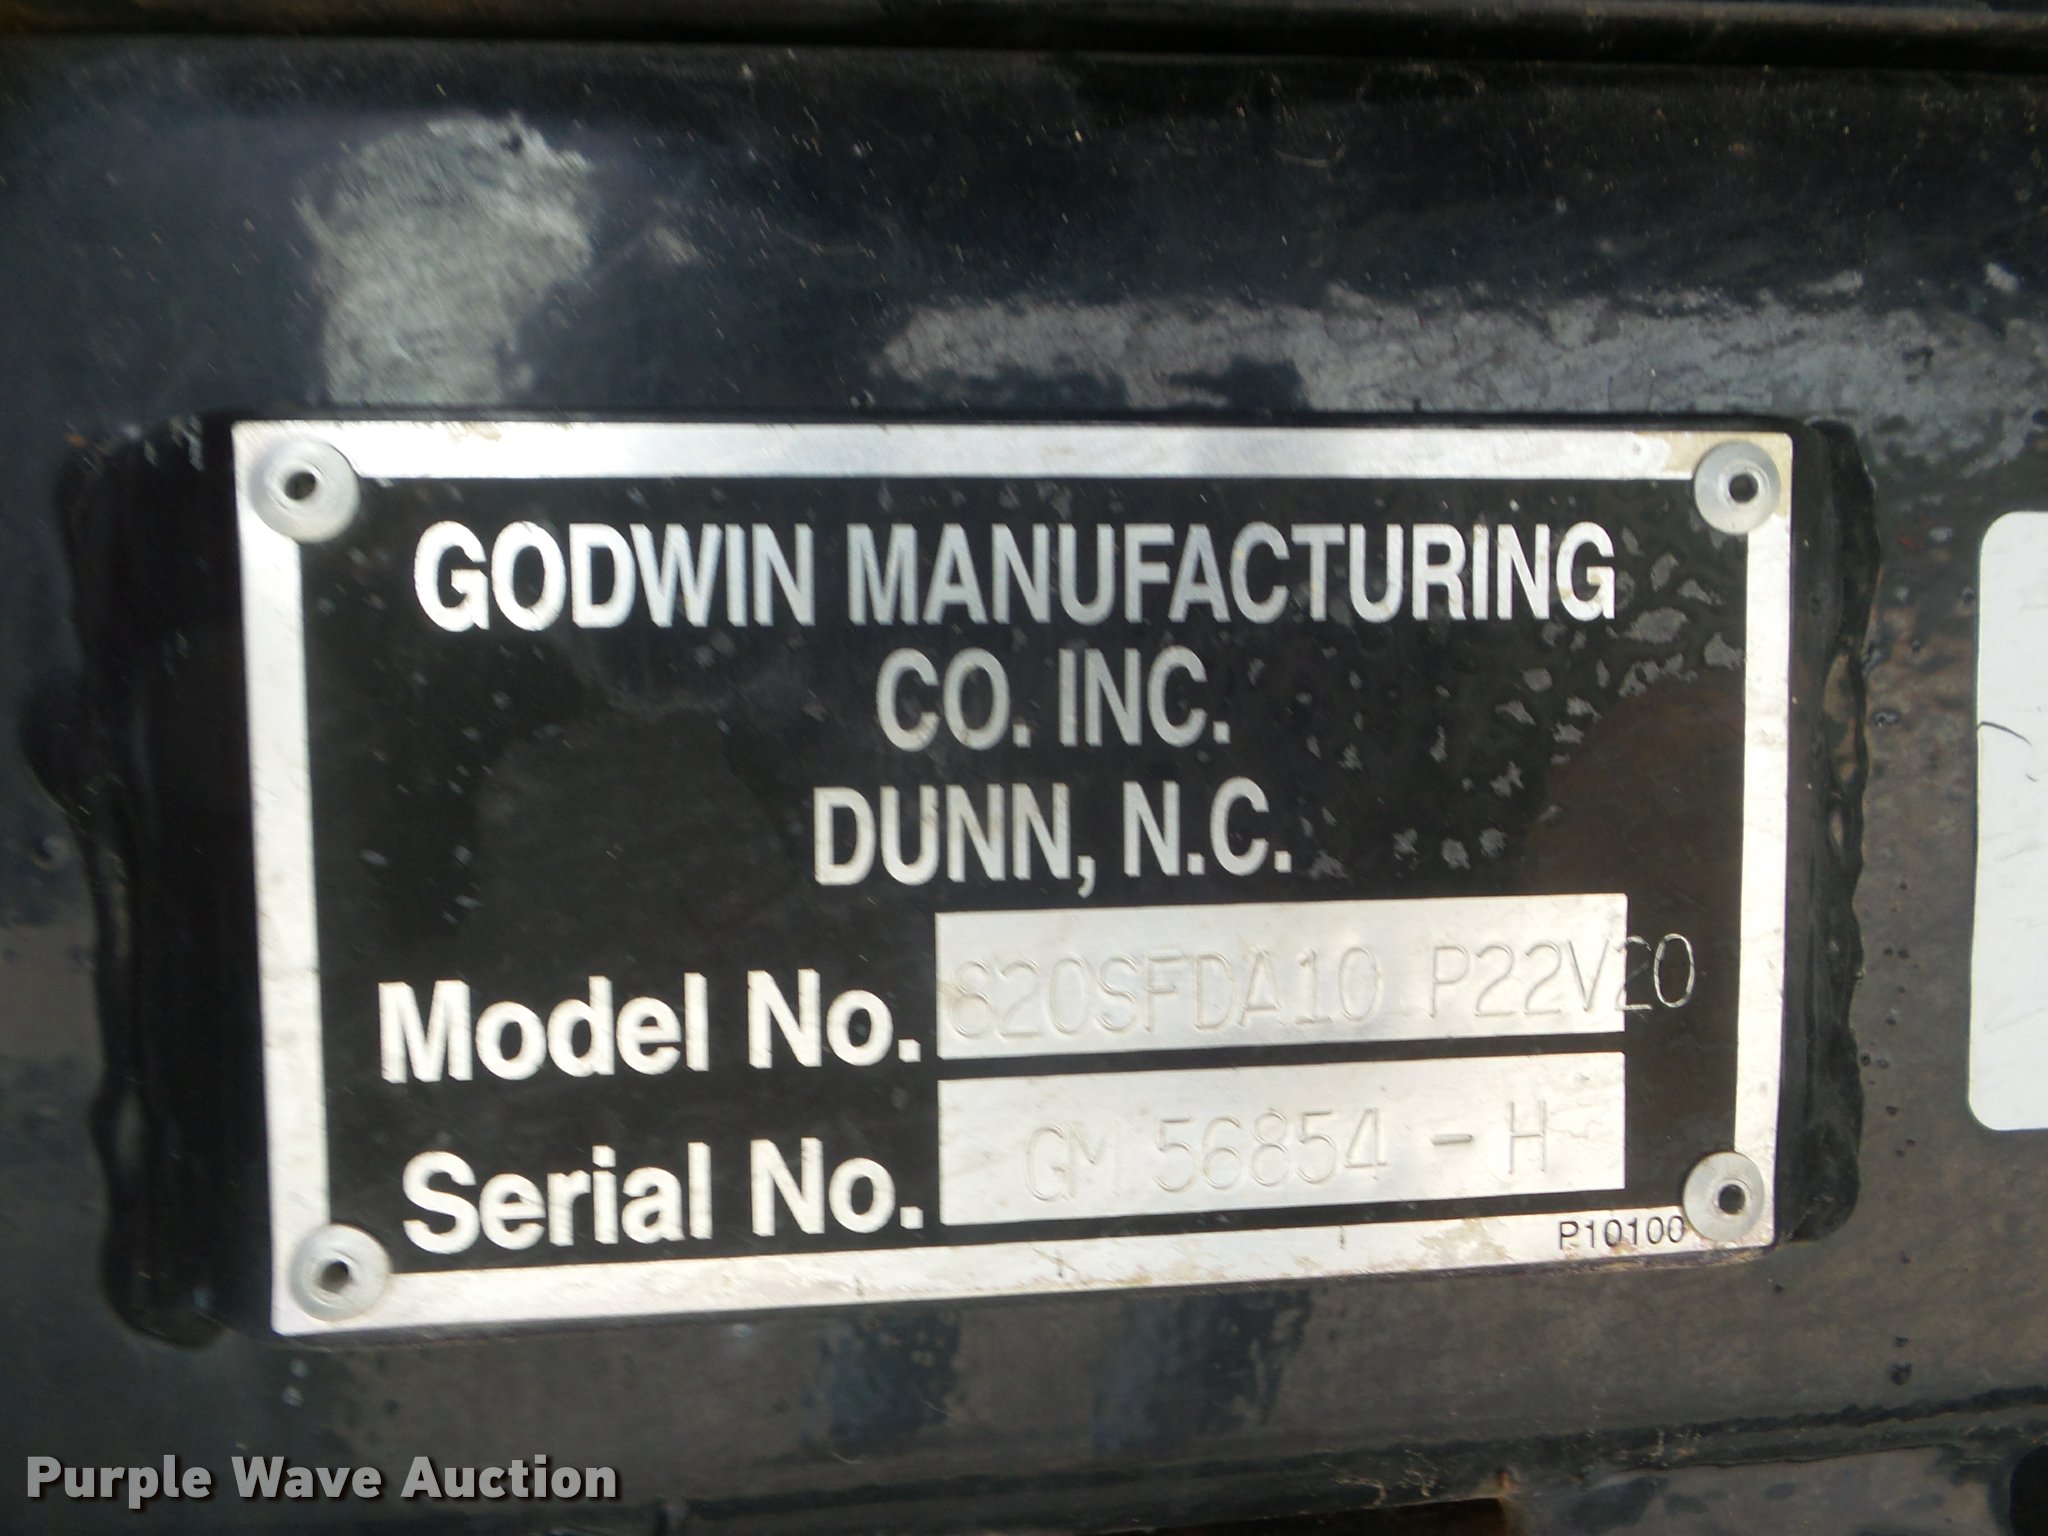 GODWIN MANUFACTURING
CO. INC.
DUNN, N.C.
Model No. 820SFDA10 P22V20
Serial No. GM 56854 - H
P10100
Purple Wave Auction